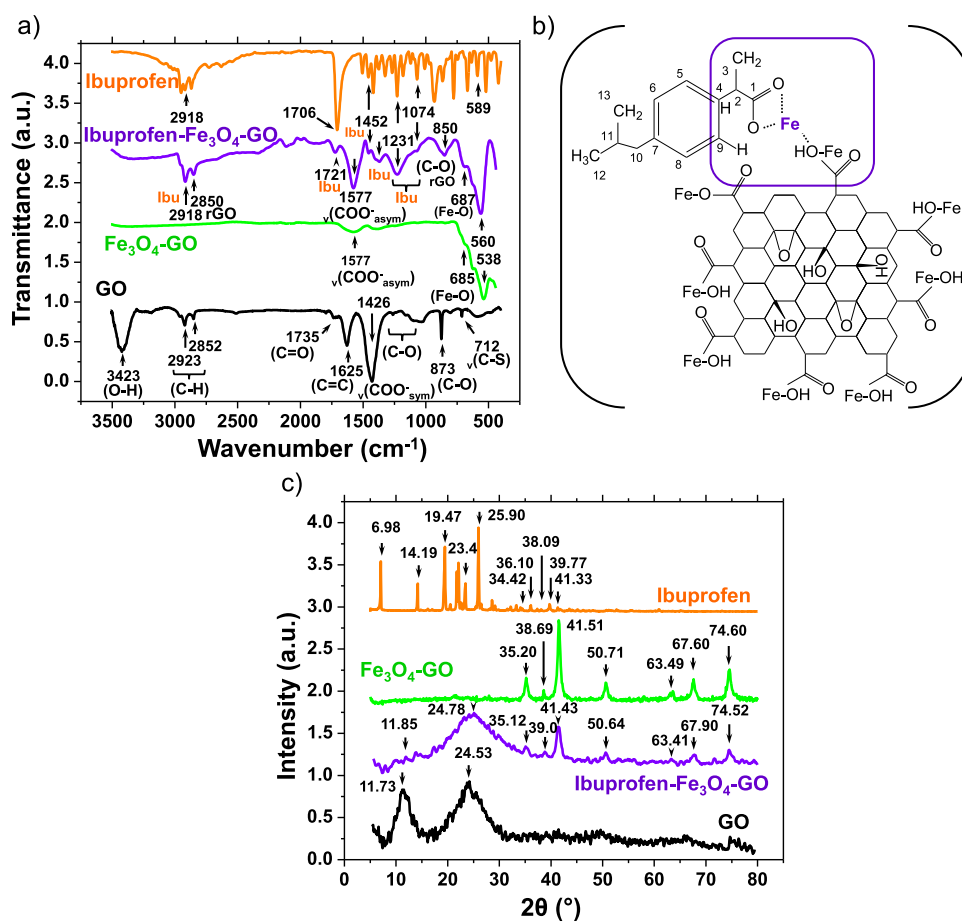 a)
Transmittance (a.u.)
4.0
3.0
2.0
1.0
0.0
Ibuprofen
2918
1706
1452
1231
1074
589
Ibuprofen-Fe3O4-GO
Ibu
Ibu
2918
2850
rGO
1721
Ibu
1577
ν(COO-asym)
Ibu
Ibu
850
(C-O)
rGO
687
(Fe-O)
560
Fe3O4-GO
1577
ν(COO-asym)
685
(Fe-O)
538
GO
3423
(O-H)
2923
2852
(C-H)
1735
(C=O)
1625
(C=C)
1426
ν(COO-sym)
(C-O)
873
(C-O)
712
ν(C-S)
3500 3000 2500 2000 1500 1000 500
Wavenumber (cm-1)
b)
3
CH3
5
6
4
2
1
O
O
Fe
13
CH3
11
H3C
12
10
7
8
9
H
H
HO-Fe
O
Fe-O
O
HO-Fe
O
O
HO
OH
Fe-OH
O
Fe-OH
O
HO
O
Fe-OH
O
Fe-OH
O
Fe-OH
O
c)
Intensity (a.u.)
4.0
3.5
3.0
2.5
2.0
1.5
1.0
0.5
0.0
6.98
14.19
19.47
23.4
25.90
34.42
36.10
38.09
39.77
41.33
Ibuprofen
Fe3O4-GO
35.20
38.69
41.51
50.71
63.49
67.60
74.60
11.85
24.78
35.12
39.0
41.43
50.64
63.41
67.90
74.52
Ibuprofen-Fe3O4-GO
11.73
24.53
GO
0 10 20 30 40 50 60 70 80
2θ (°)